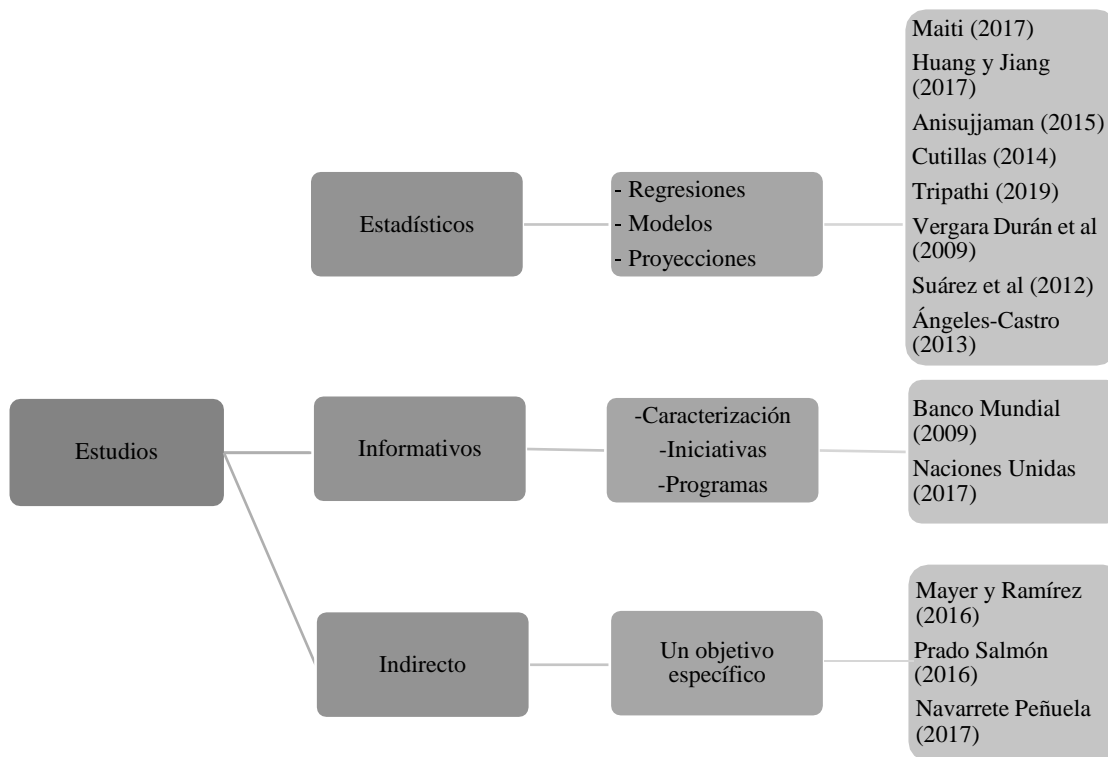 Estudios
Estadísticos
- Regresiones
- Modelos
- Proyecciones
Maiti (2017)
Huang y Jiang
(2017)
Anisujjaman (2015)
Cutillas (2014)
Tripathi (2019)
Vergara Durán et al
(2009)
Suárez et al (2012)
Ángeles-Castro
(2013)
Informativos
-Caracterización
-Iniciativas
-Programas
Banco Mundial
(2009)
Naciones Unidas
(2017)
Indirecto
Un objetivo
específico
Mayer y Ramírez
(2016)
Prado Salmón
(2016)
Navarrete Peñuela
(2017)